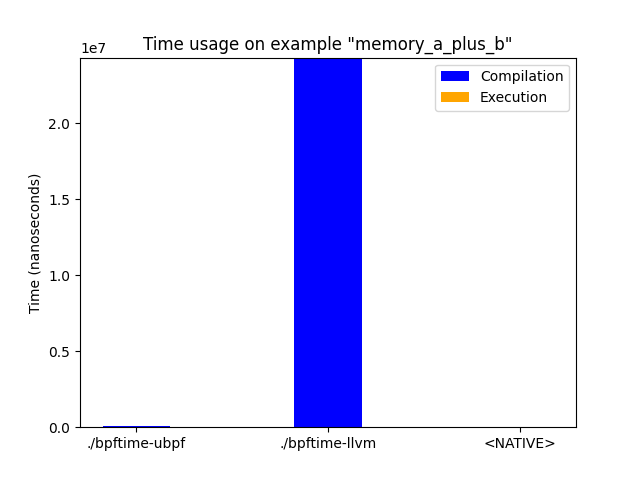 Time usage on example "memory_a_plus_b"
1e7
Compilation
Execution
2.0
1.5
1.0
0.5
0.0
Time (nanoseconds)
./bpftime-ubpf
./bpftime-llvm
<NATIVE>